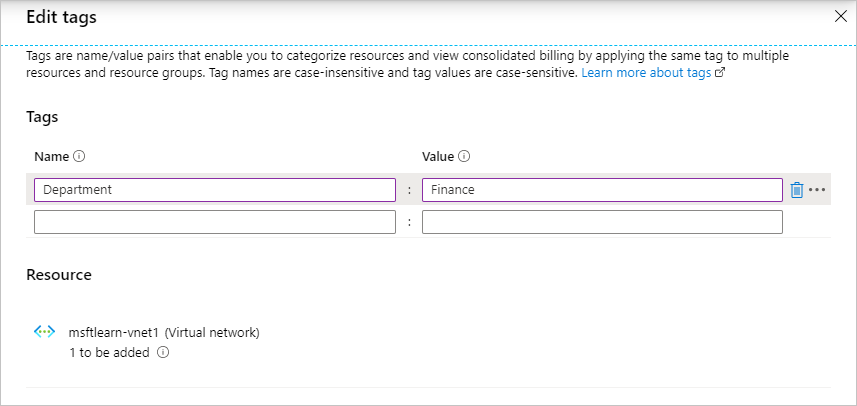 Edit tags
Tags are name/value pairs that enable you to categorize resources and view consolidated billing by applying the same tag to multiple
resources and resource groups. Tag names are case-insensitive and tag values are case-sensitive. Learn more about tags
Tags
Name Value
Department : Finance
:
Resource
msftlearn-vnet1 (Virtual network)
1 to be added